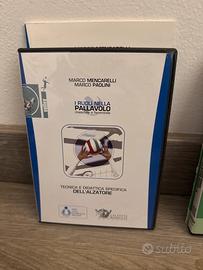 MARCO MENCARELLI
MARCO PAOLINI
I RUOLI NELLA
PALLAVOLO
TECNICA E DIDATTICA SPECIFICA
DELL'ALZATORE
subito